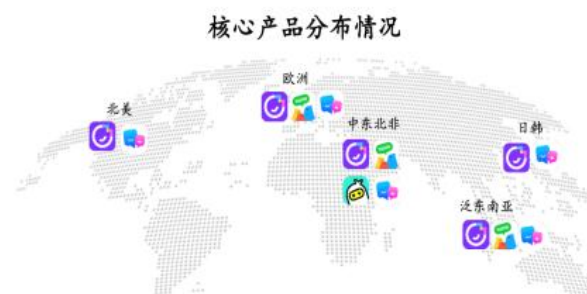 核心产品分布情况
欧洲
北美
中东北非
日韩
泛东南亚